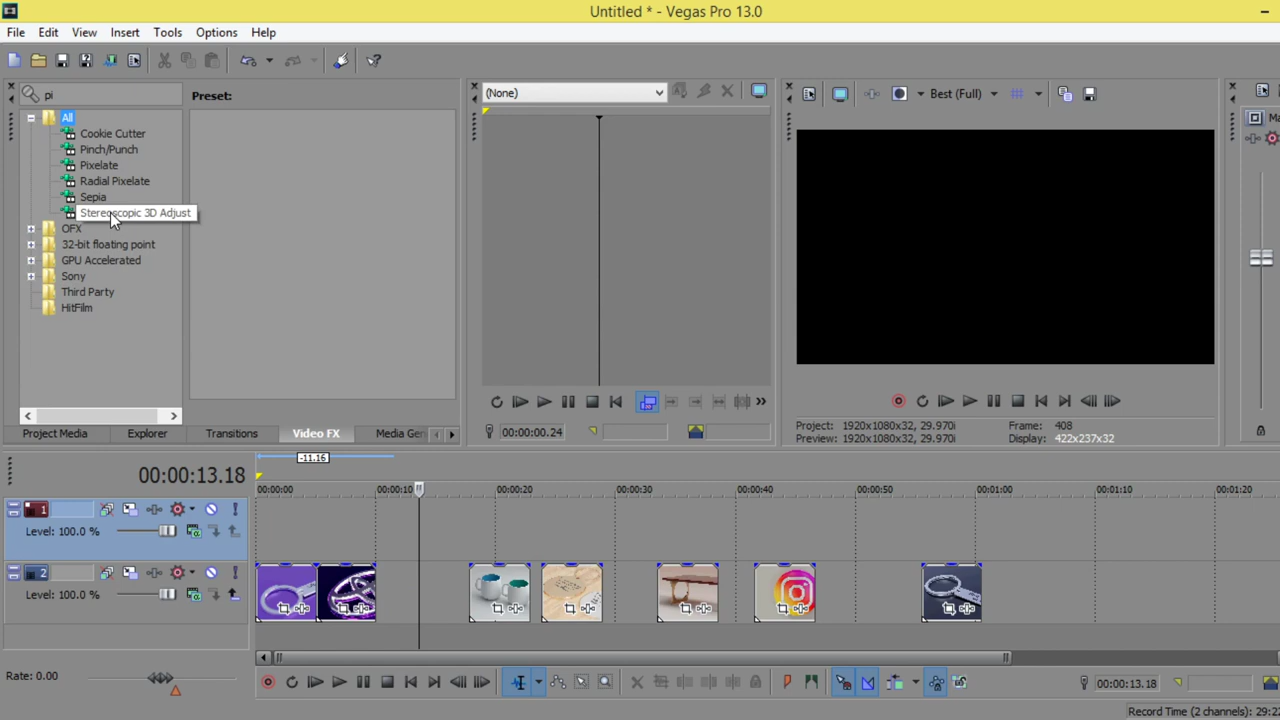 Untitled * - Vegas Pro 13.0
File Edit View Insert Tools Options Help
pi
Preset:
(None)
Best (Full)
All
Cookie Cutter
Pinch/Punch
Pixelate
Radial Pixelate
Sepia
Stereoscopic 3D Adjust
OFX
32-bit floating point
GPU Accelerated
Sony
Third Party
HitFilm
Project Media Explorer Transitions Video FX Media Ger
00:00:00.24
Project: 1920x1080x32, 29.970i Frame: 408
Preview: 1920x1080x32, 29.970i Display: 422x237x32
-11.16
00:00:13.18
00:00:00 00:00:10 00:00:20 00:00:30 00:00:40 00:00:50 00:01:00 00:01:10 00:01:20
1
Level: 100.0 %
2
Level: 100.0 %
Rate: 0.00
00:00:13.18
Record Time (2 channels): 29:22